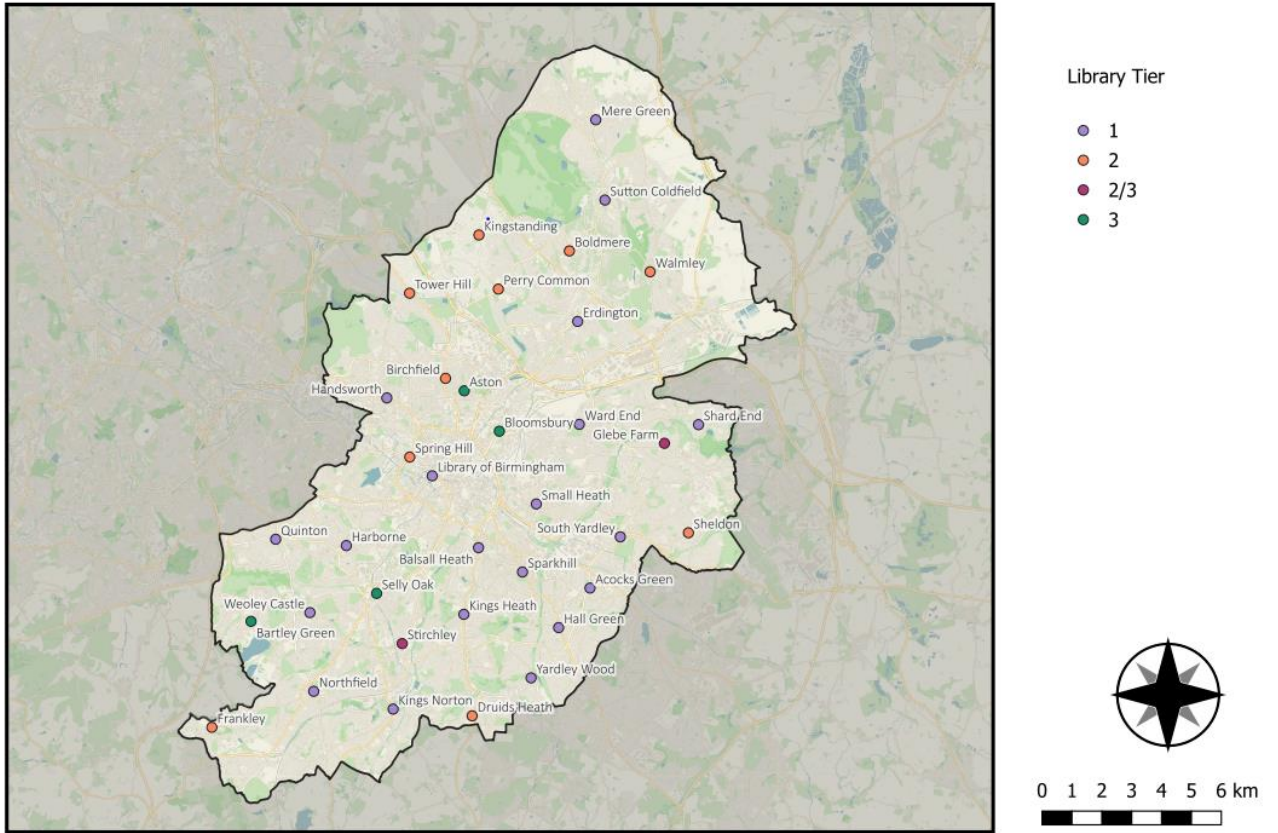 Library Tier
1
2
2/3
3
Mere Green
Sutton Coldfield
Kingstanding
Boldmere
Walmley
Tower Hill
Perry Common
Erdington
Birchfield
Aston
Handsworth
Bloomsbury
Ward End
Shard End
Glebe Farm
Spring Hill
Library of Birmingham
Small Heath
South Yardley
Sheldon
Quinton
Harborne
Balsall Heath
Sparkhill
Acocks Green
Selly Oak
Weoley Castle
Bartley Green
Kings Heath
Hall Green
Stirchley
Yardley Wood
Northfield
Kings Norton
Druids Heath
Frankley
0 1 2 3 4 5 6 km